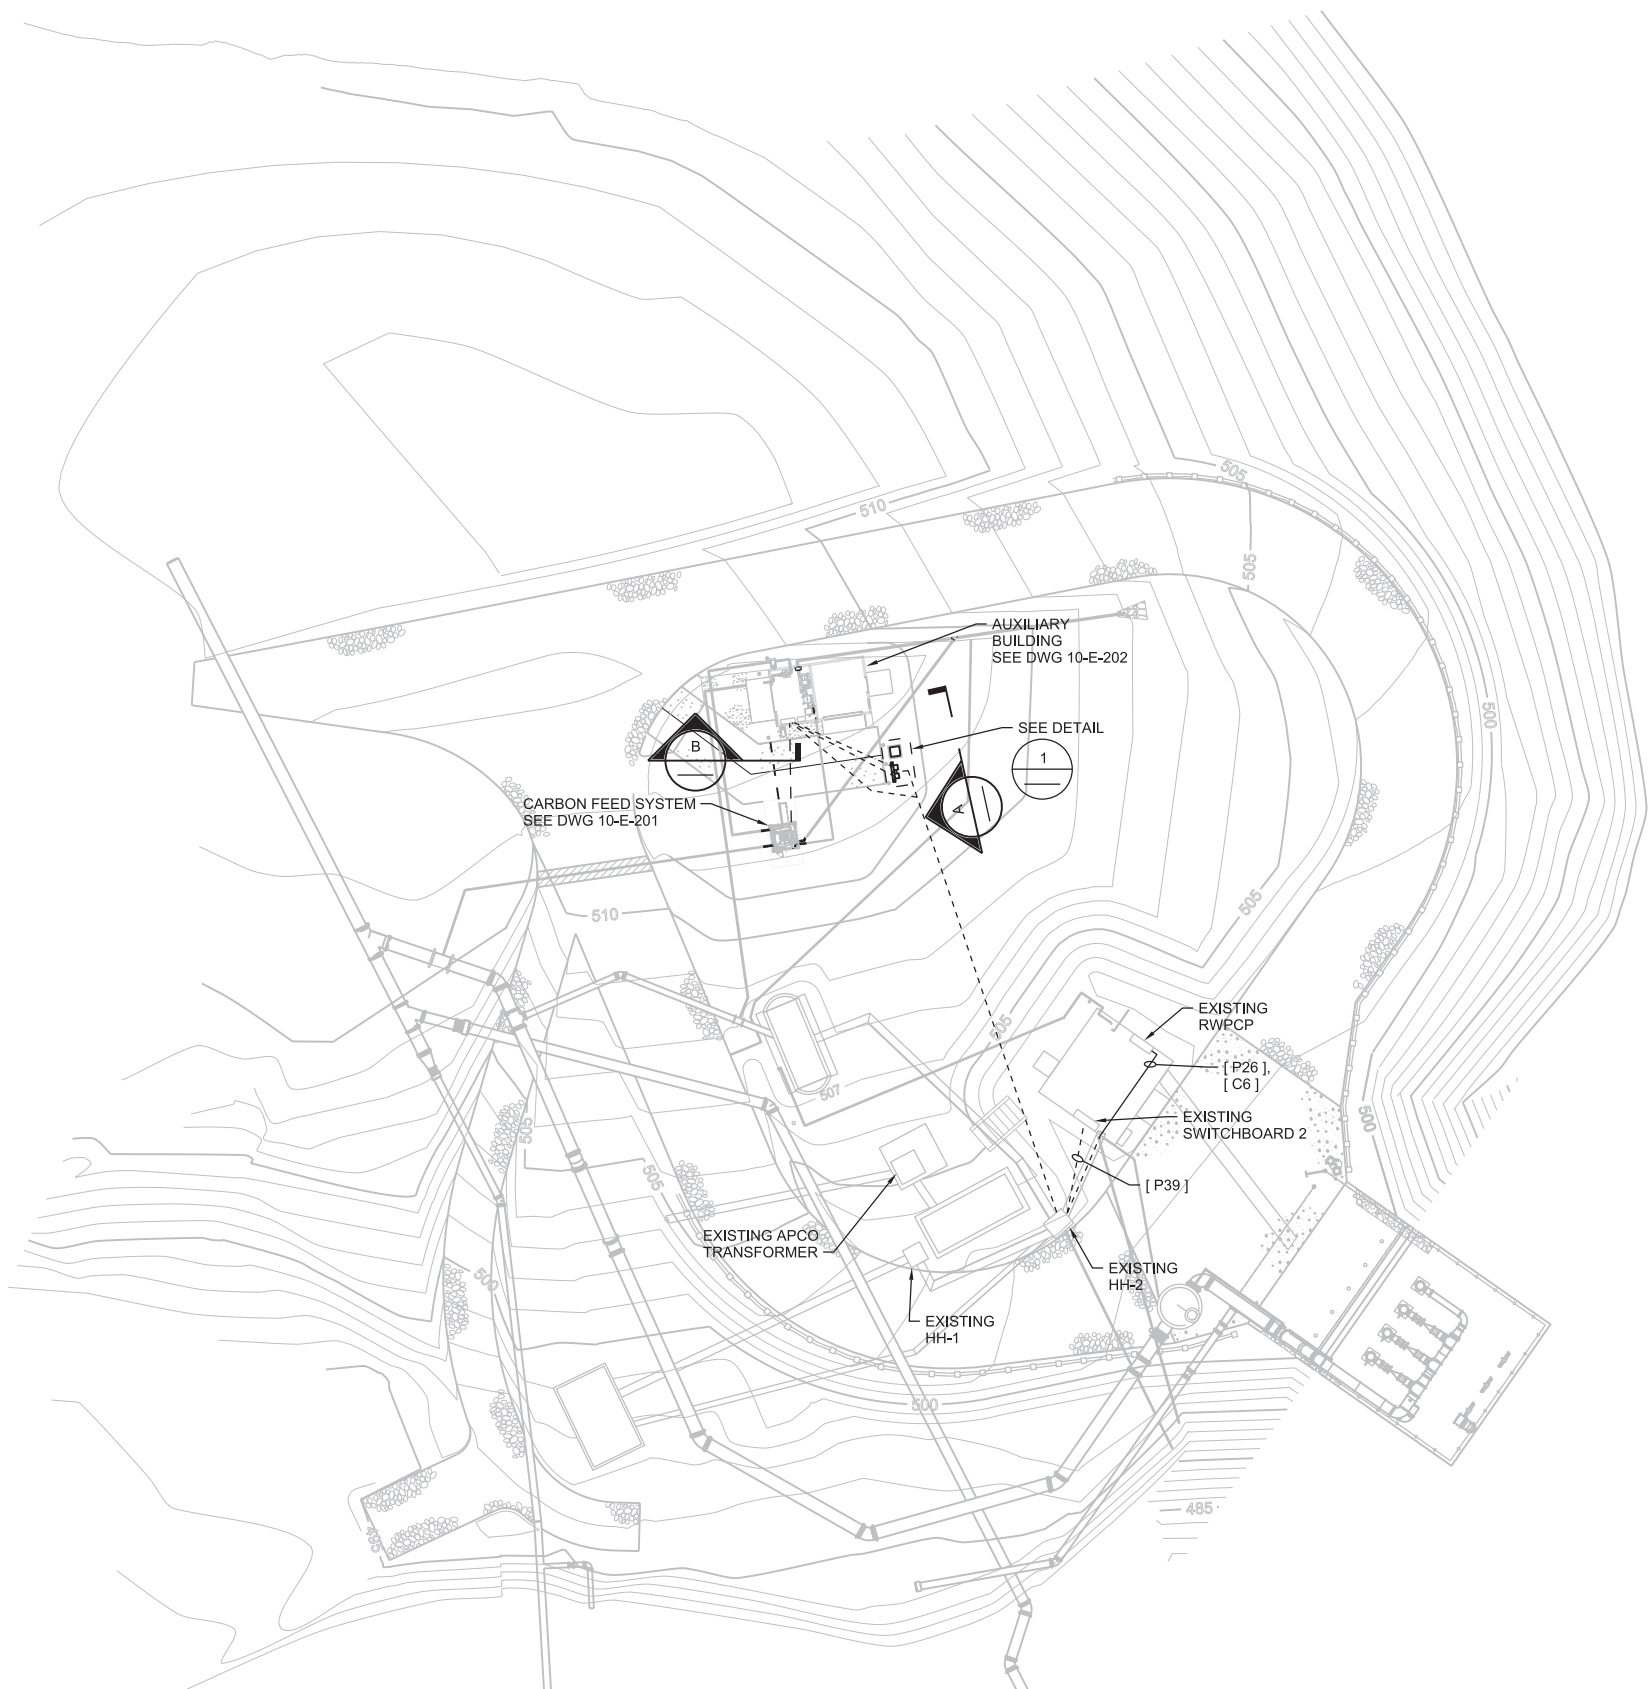 505
510
505
AUXILIARY
BUILDING
SEE DWG 10-E-202
500
SEE DETAIL
B
1
A
CARBON FEED SYSTEM
SEE DWG 10-E-201
510
505
EXISTING
RWPCP
505
[ P26 ],
[ C6 ]
507
500
505
EXISTING
SWITCHBOARD 2
505
[ P39 ]
EXISTING APCO
TRANSFORMER
EXISTING
HH-2
500
EXISTING
HH-1
500
485
495